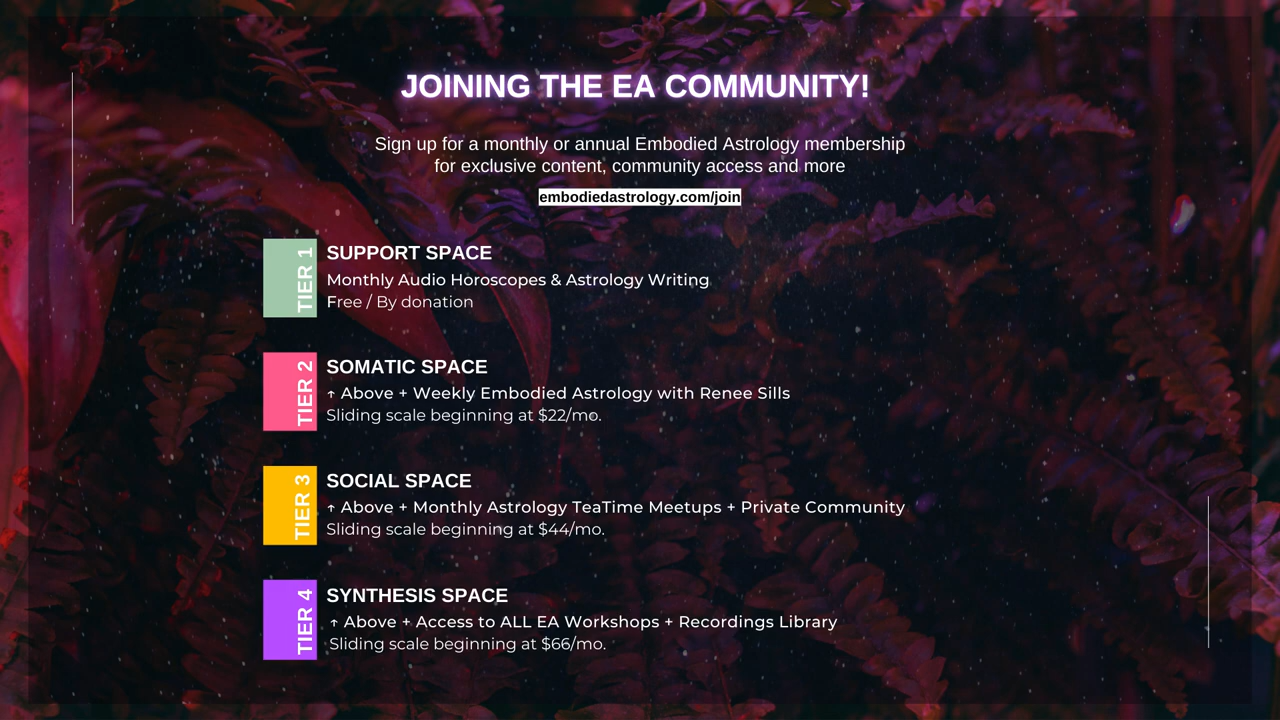 JOINING THE EA COMMUNITY!
Sign up for a monthly or annual Embodied Astrology membership
for exclusive content, community access and more
embodiedastrology.com/join
TIER 1
SUPPORT SPACE
Monthly Audio Horoscopes & Astrology Writing
Free / By donation
TIER 2
SOMATIC SPACE
↑ Above + Weekly Embodied Astrology with Renee Sills
Sliding scale beginning at $22/mo.
TIER 3
SOCIAL SPACE
↑ Above + Monthly Astrology TeaTime Meetups + Private Community
Sliding scale beginning at $44/mo.
TIER 4
SYNTHESIS SPACE
↑ Above + Access to ALL EA Workshops + Recordings Library
Sliding scale beginning at $66/mo.